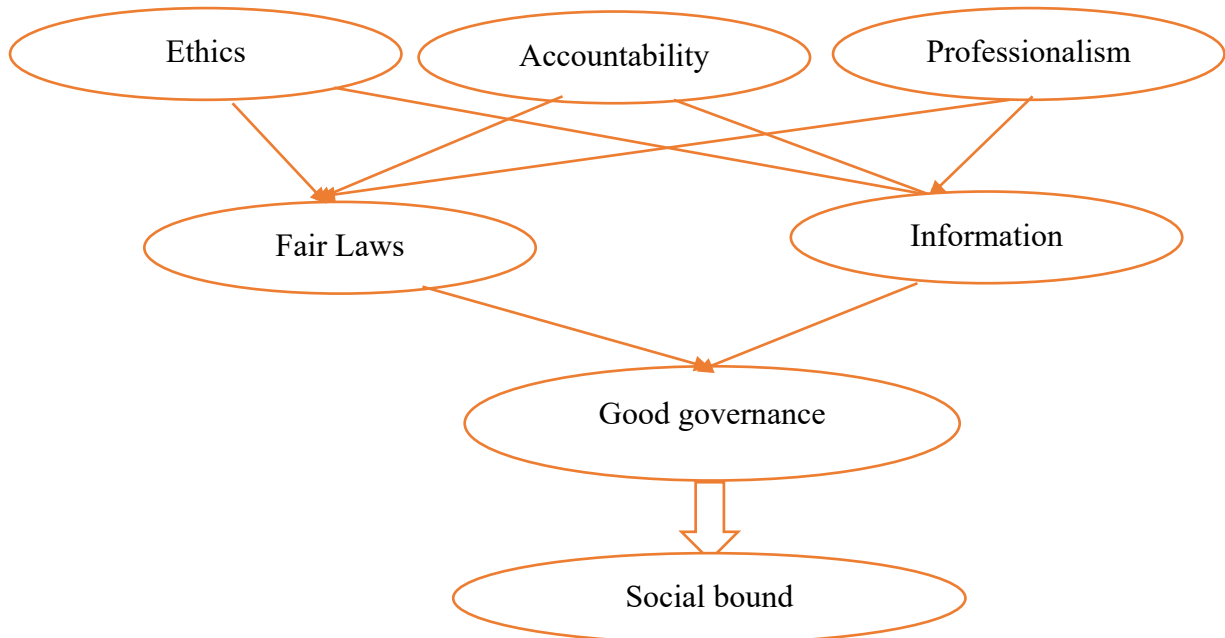 Ethics
Accountability
Professionalism
Fair Laws
Information
Good governance
Social bound